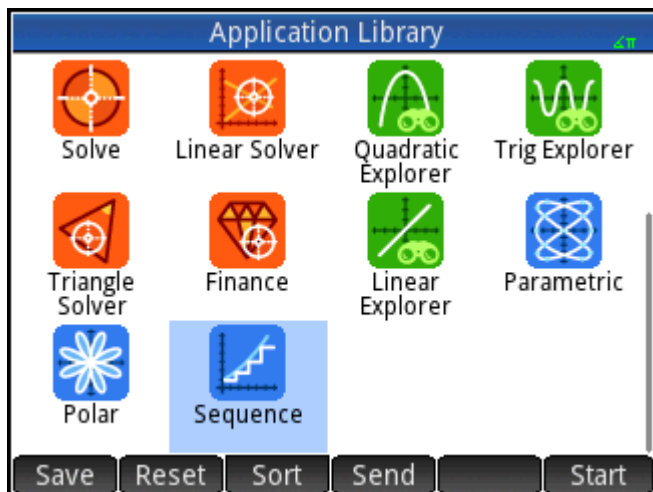 Application Library
∡π
Solve
Linear Solver
Quadratic
Explorer
Trig Explorer
Triangle
Solver
Finance
Linear
Explorer
Parametric
Polar
Sequence
Save
Reset
Sort
Send
Start